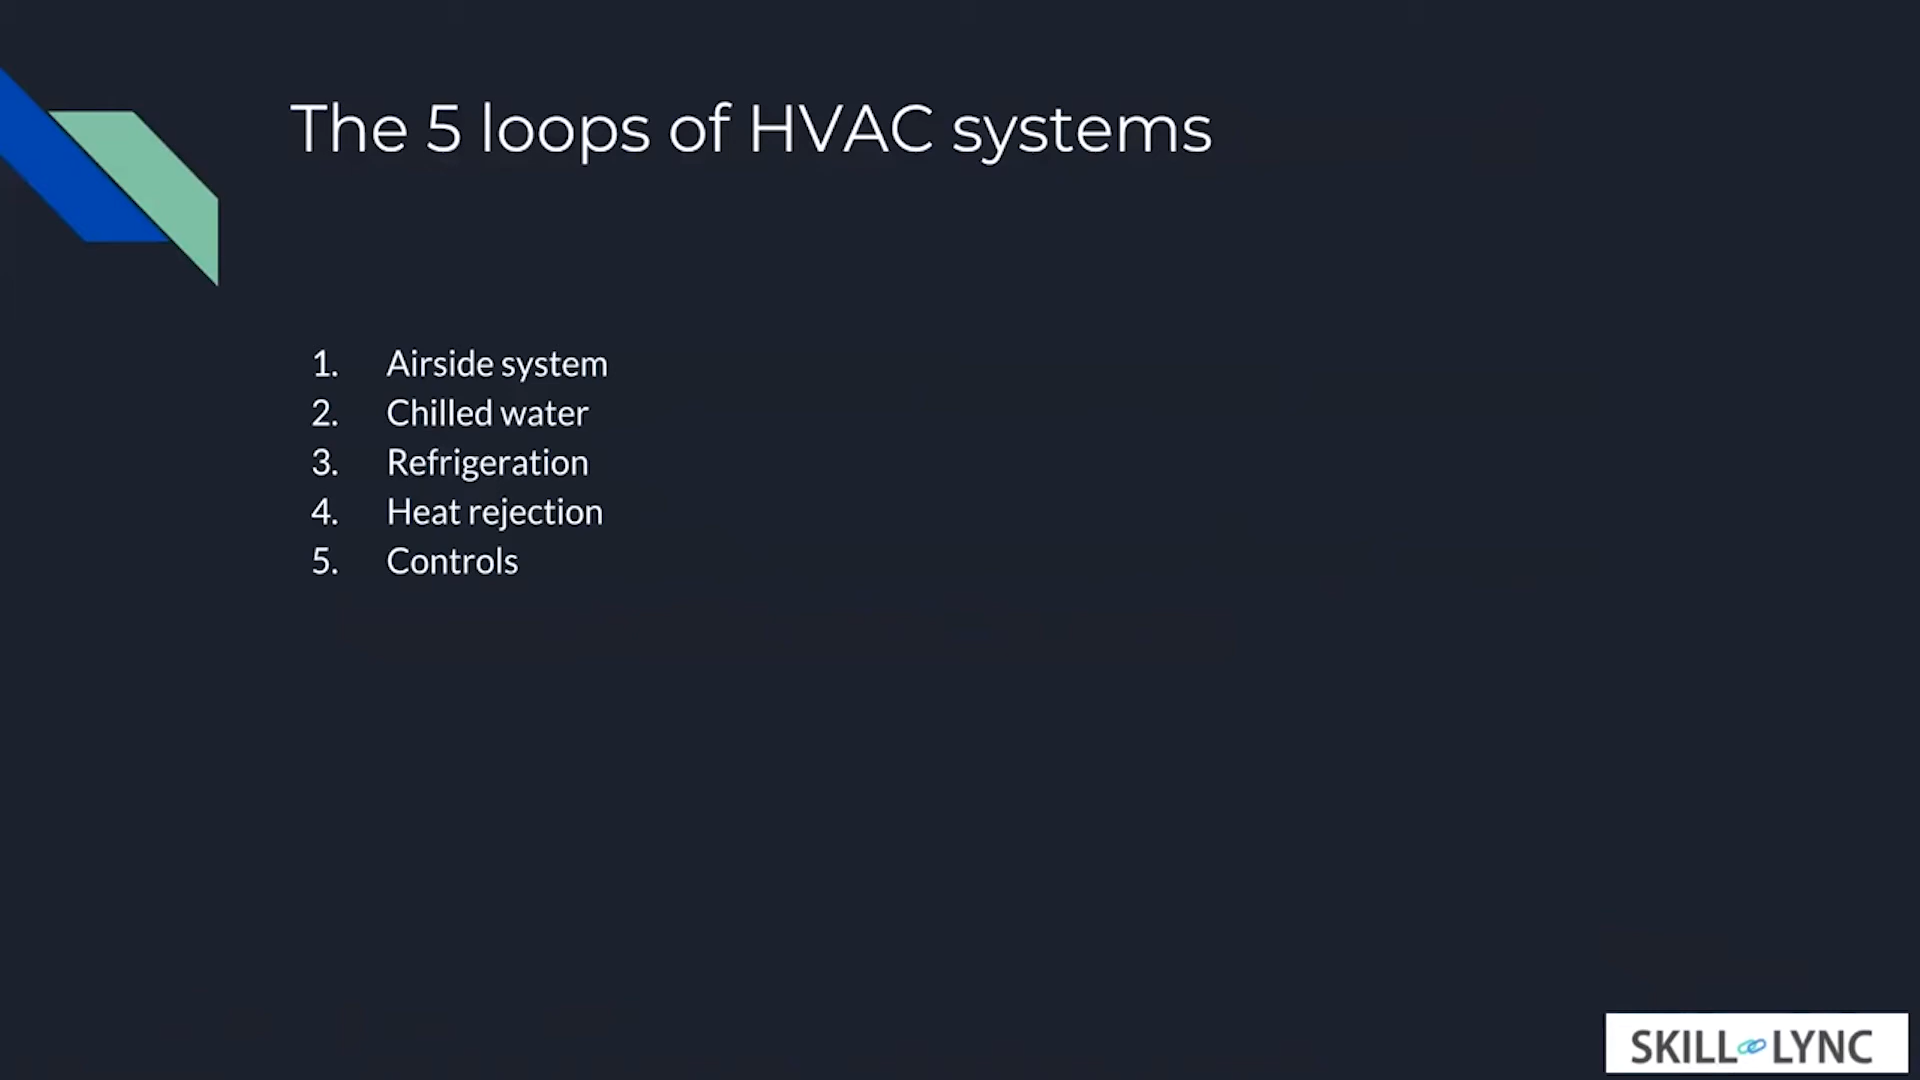 The 5 loops of HVAC systems
1. Airside system
2. Chilled water
3. Refrigeration
4. Heat rejection
5. Controls
SKILL LYNC